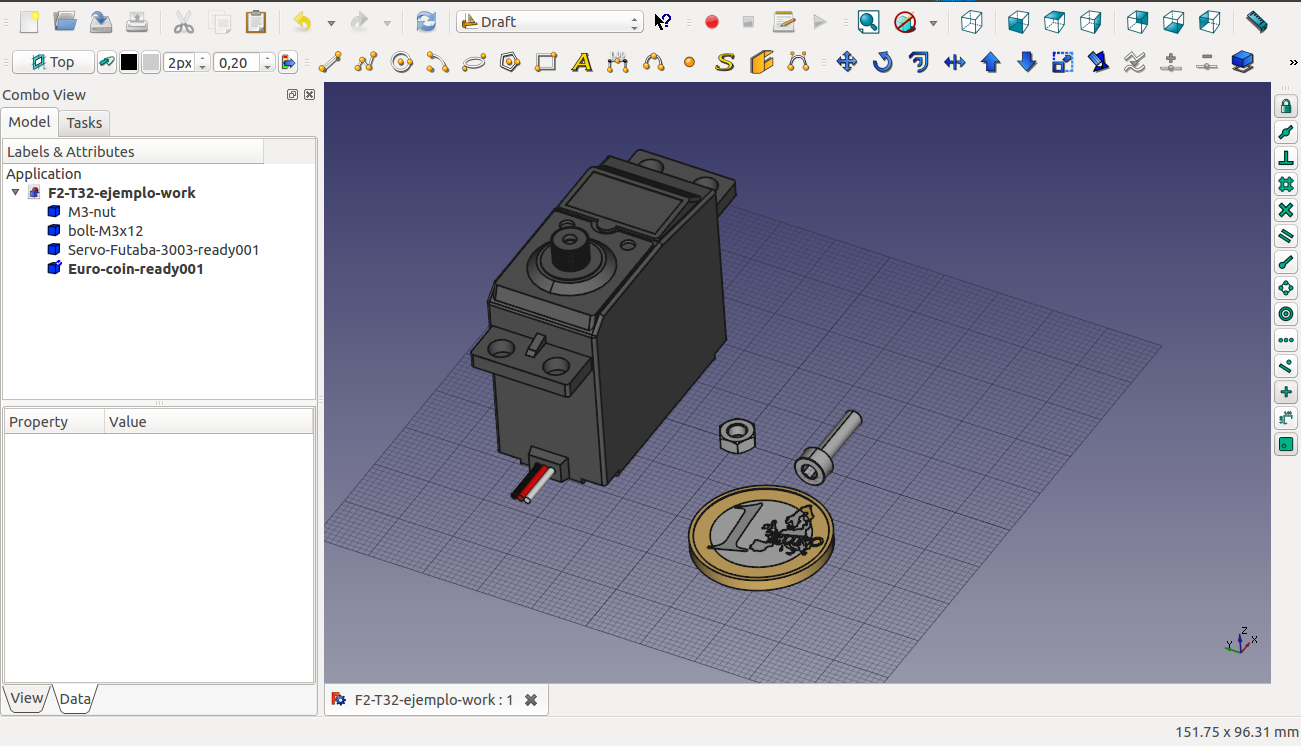 Draft
Top
2px
0,20
A
S
»
Combo View
Model
Tasks
Labels & Attributes
Application
F2-T32-ejemplo-work
M3-nut
bolt-M3x12
Servo-Futaba-3003-ready001
Euro-coin-ready001
Property
Value
1
Z
Y
X
View
Data
F2-T32-ejemplo-work : 1
151.75 x 96.31 mm